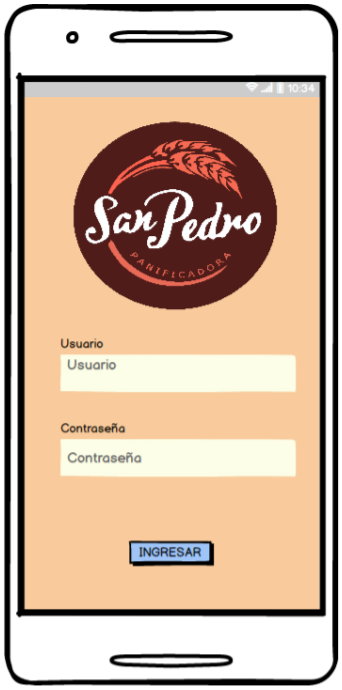 10:34
San Pedro
PANIFICADORA
Usuario
Usuario
Contraseña
Contraseña
INGRESAR